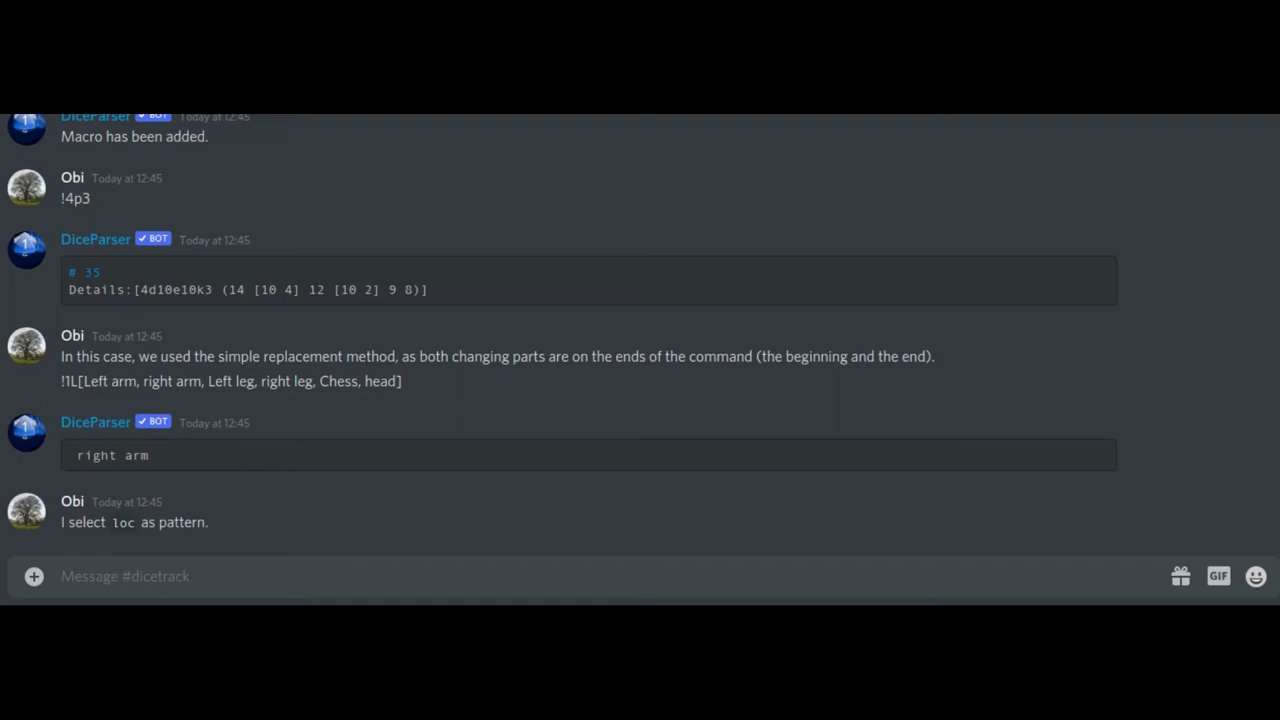 DiceParser ✔ BOT Today at 12:45
Macro has been added.
Obi Today at 12:45
!4p3
DiceParser ✔ BOT Today at 12:45
# 35
Details:[4d10e10k3 (14 [10 4] 12 [10 2] 9 8)]
Obi Today at 12:45
In this case, we used the simple replacement method, as both changing parts are on the ends of the command (the beginning and the end).
!1L[Left arm, right arm, Left leg, right leg, Chess, head]
DiceParser ✔ BOT Today at 12:45
right arm
Obi Today at 12:45
I select loc as pattern.
Message #dicetrack
GIF